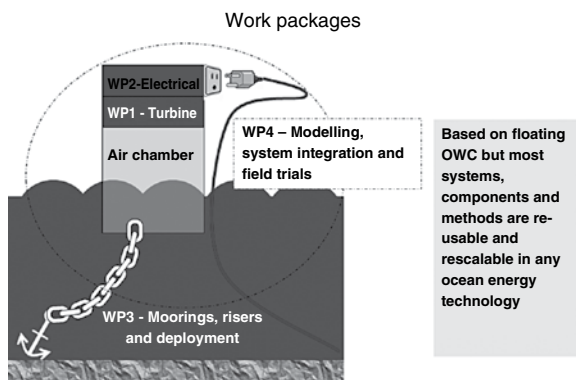 Work packages
WP2-Electrical
WP1 - Turbine
Air chamber
WP4 – Modelling,
system integration and
field trials
WP3 - Moorings, risers
and deployment
Based on floating
OWC but most
systems,
components and
methods are re-
usable and
rescalable in any
ocean energy
technology